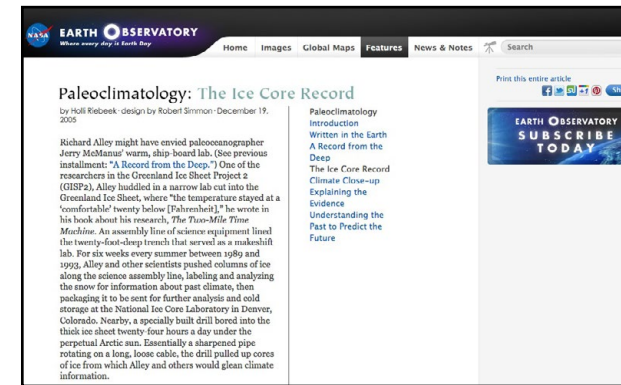 NASA
EARTH OBSERVATORY
Where every day is Earth Day
Home Images Global Maps Features News & Notes
Search
Print this entire article
Paleoclimatology: The Ice Core Record
by Holli Riebeek · design by Robert Simmon · December 19,
2005
Richard Alley might have envied paleoceanographer
Jerry McManus' warm, ship-board lab. (See previous
installment: "A Record from the Deep.") One of the
researchers in the Greenland Ice Sheet Project 2
(GISP2), Alley huddled in a narrow lab cut into the
Greenland Ice Sheet, where "the temperature stayed at a
'comfortable' twenty below [Fahrenheit]," he wrote in
his book about his research, The Two-Mile Time
Machine. An assembly line of science equipment lined
the twenty-foot-deep trench that served as a makeshift
lab. For six weeks every summer between 1989 and
1993, Alley and other scientists pushed columns of ice
along the science assembly line, labeling and analyzing
the snow for information about past climate, then
packaging it to be sent for further analysis and cold
storage at the National Ice Core Laboratory in Denver,
Colorado. Nearby, a specially built drill bored into the
thick ice sheet twenty-four hours a day under the
perpetual Arctic sun. Essentially a sharpened pipe
rotating on a long, loose cable, the drill pulled up cores
of ice from which Alley and others would glean climate
information.
Paleoclimatology
Introduction
Written in the Earth
A Record from the
Deep
The Ice Core Record
Climate Close-up
Explaining the
Evidence
Understanding the
Past to Predict the
Future
EARTH OBSERVATORY
SUBSCRIBE
TODAY